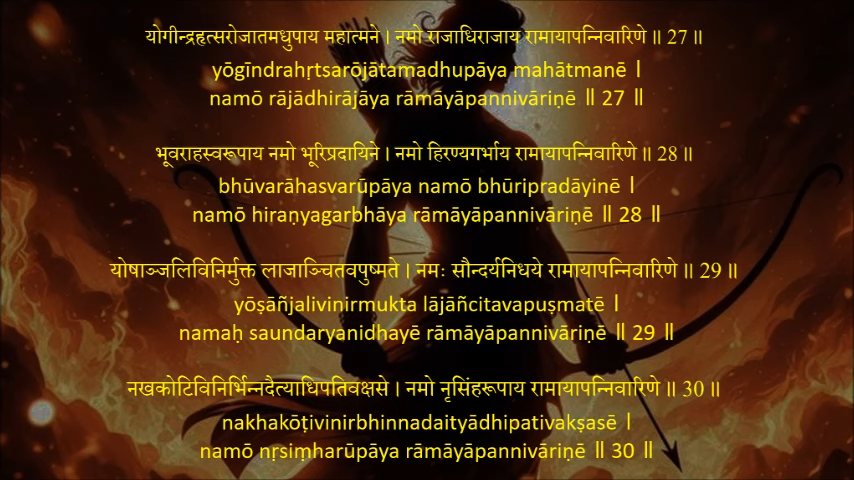 योगीन्द्रहृत्सरोजातमधुपाय महात्मने । नमो राजाधिराजाय रामायापन्निवारिणे ॥ 27 ॥
yōgīndrahṛtsarōjātamadhupāya mahātmanē ।
namō rājādhirājāya rāmāyāpannivāriṇē ॥ 27 ॥
भूवराहस्वरूपाय नमो भूरिप्रदायिने । नमो हिरण्यगर्भाय रामायापन्निवारिणे ॥ 28 ॥
bhūvarāhasvarūpāya namō bhūripradāyinē ।
namō hiraṇyagarbhāya rāmāyāpannivāriṇē ॥ 28 ॥
योषाञ्जलिविनिर्मुक्त लाजाञ्चितवपुष्मते । नमः सौन्दर्यनिधये रामायापन्निवारिणे ॥ 29 ॥
yōṣāñjalivinirmukta lājāñcitavapuṣmatē ।
namaḥ saundaryanidhayē rāmāyāpannivāriṇē ॥ 29 ॥
नखकोटिविनिर्भिन्नदैत्याधिपतिवक्षसे । नमो नृसिंहरूपाय रामायापन्निवारिणे ॥ 30 ॥
nakhakōṭivinirbhinnadaityādhipativakṣasē ।
namō nṛsiṃharūpāya rāmāyāpannivāriṇē ॥ 30 ॥